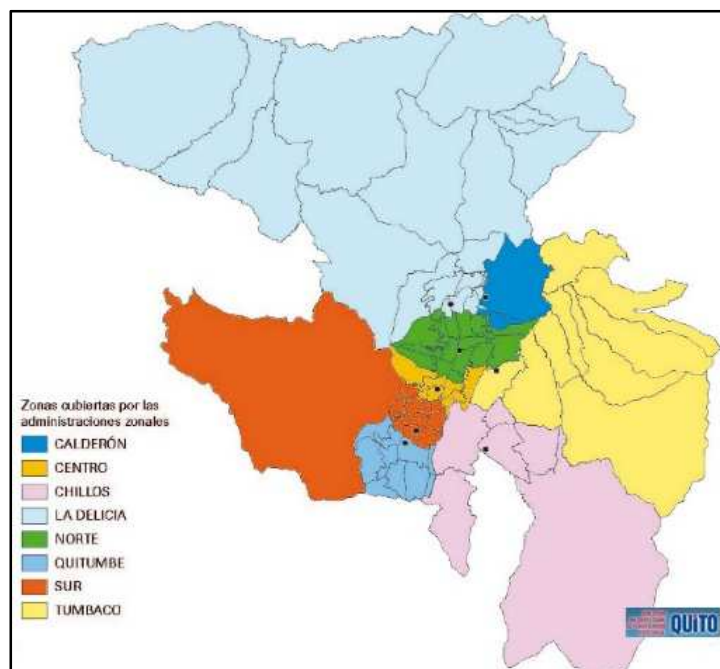 Zonas cubiertas por las
administraciones zonales
CALDERÓN
CENTRO
CHILLOS
LA DELICIA
NORTE
QUITUMBE
SUR
TUMBACO
QUITO